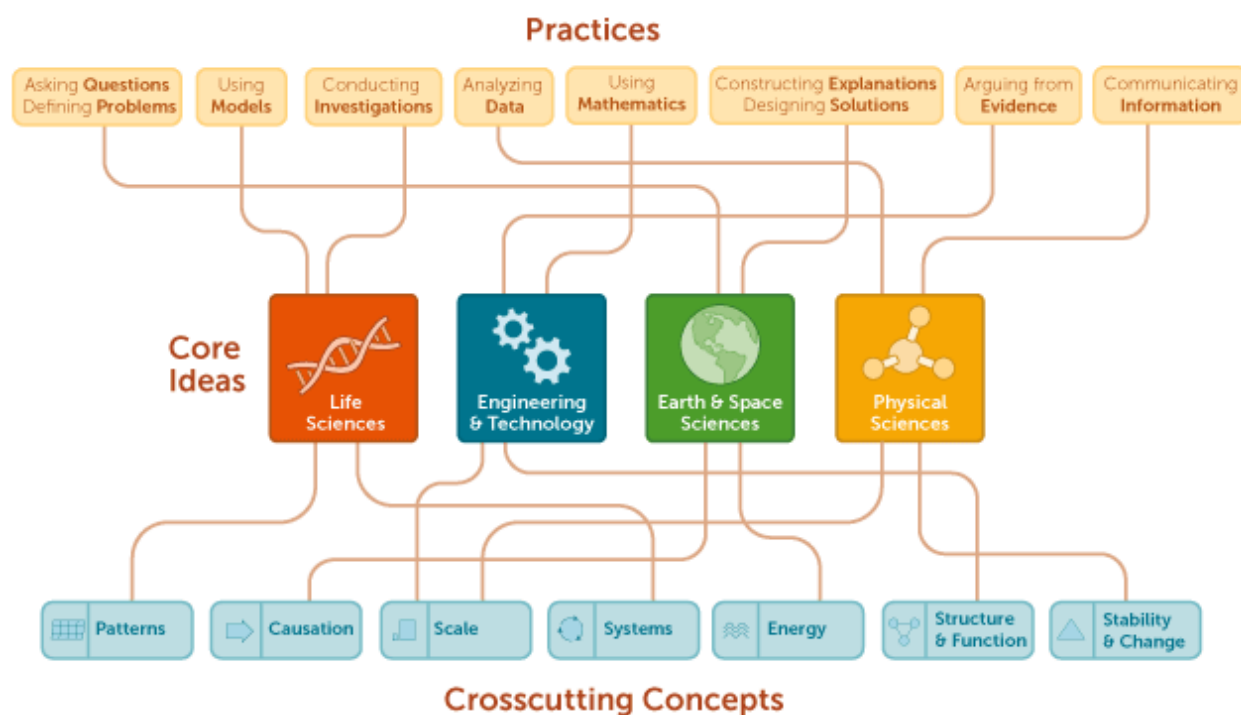 Practices
Asking Questions
Defining Problems
Using
Models
Conducting
Investigations
Analyzing
Data
Using
Mathematics
Constructing Explanations
Designing Solutions
Arguing from
Evidence
Communicating
Information
Core
Ideas
Life
Sciences
Engineering
& Technology
Earth & Space
Sciences
Physical
Sciences
Patterns
Causation
Scale
Systems
Energy
Structure
& Function
Stability
& Change
Crosscutting Concepts